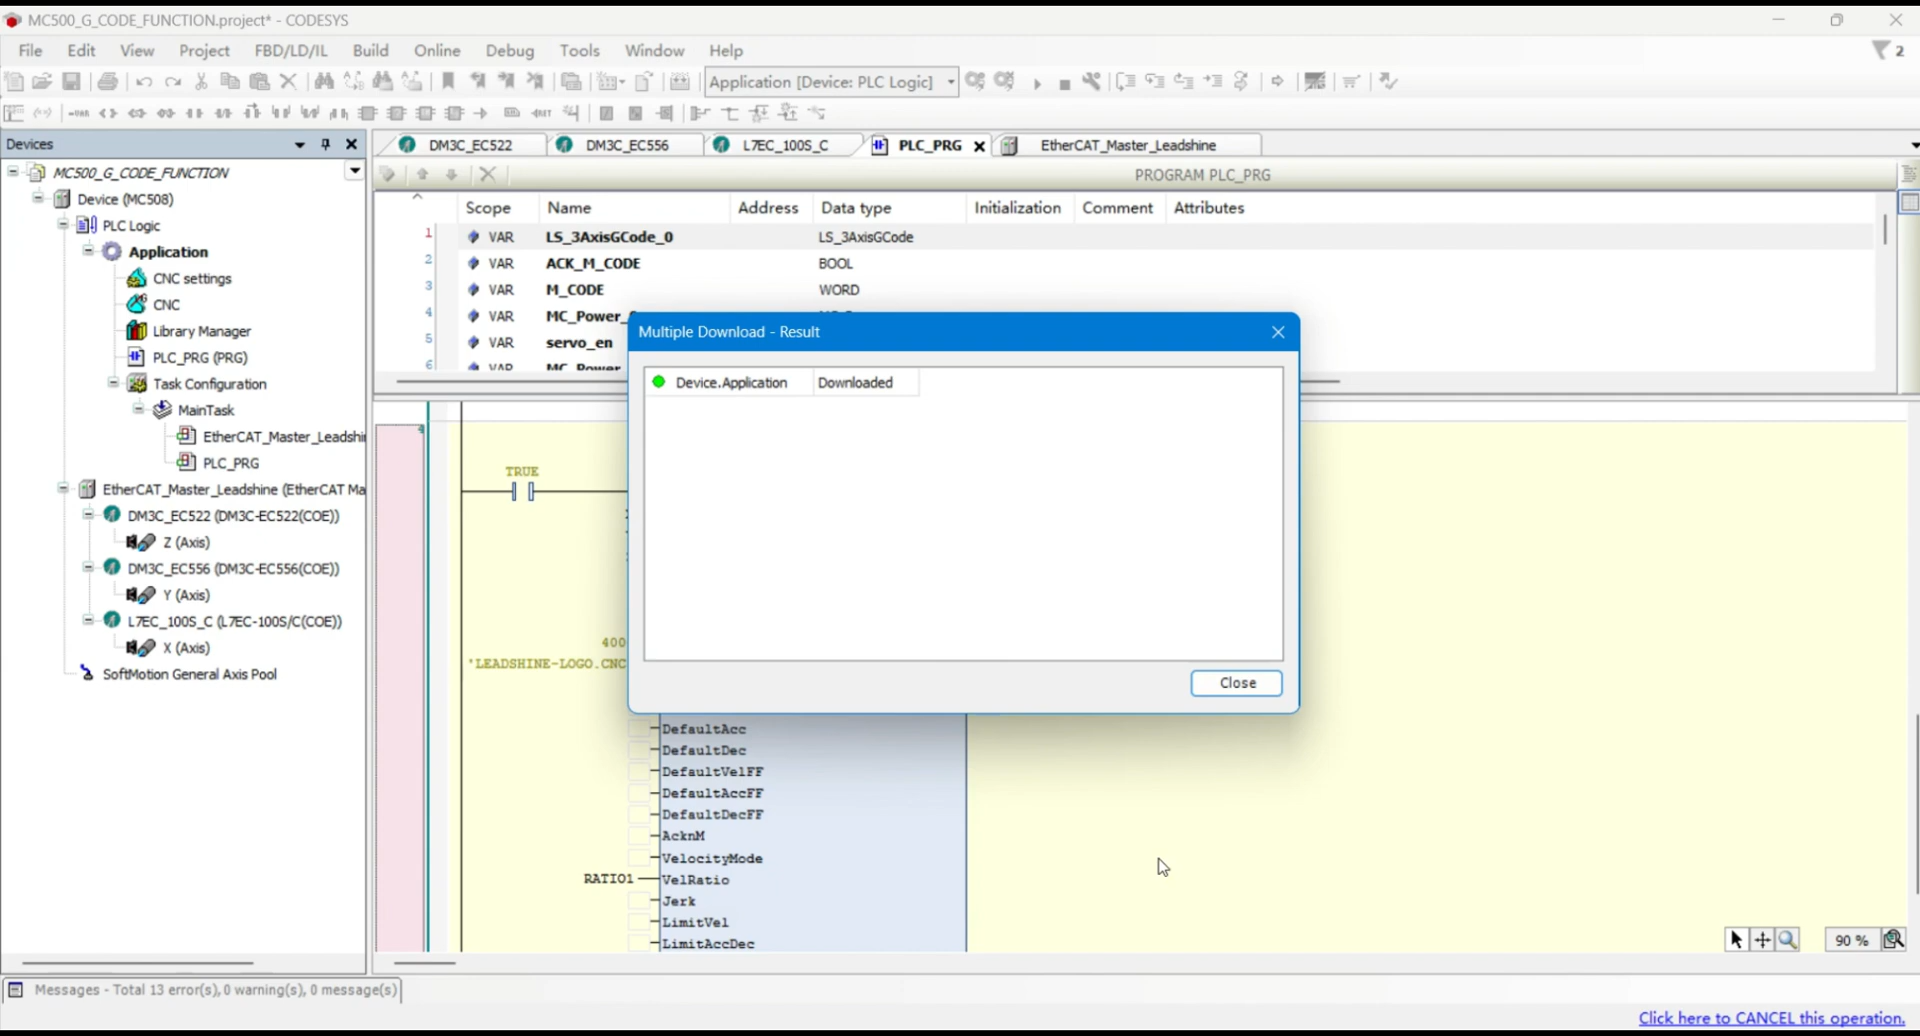 MC500_G_CODE_FUNCTION.project* - CODESYS
File Edit View Project FBD/LD/IL Build Online Debug Tools Window Help
2
Application [Device: PLC Logic]
Devices
DM3C_EC522 DM3C_EC556 L7EC_100S_C PLC_PRG EtherCAT_Master_Leadshine
MC500_G_CODE_FUNCTION
Device (MC508)
PLC Logic
Application
CNC settings
CNC
Library Manager
PLC_PRG (PRG)
Task Configuration
MainTask
EtherCAT_Master_Leadshi
PLC_PRG
EtherCAT_Master_Leadshine (EtherCAT Ma
DM3C_EC522 (DM3C-EC522(COE))
Z (Axis)
DM3C_EC556 (DM3C-EC556(COE))
Y (Axis)
L7EC_100S_C (L7EC-100S/C(COE))
X (Axis)
SoftMotion General Axis Pool
PROGRAM PLC_PRG
Scope Name Address Data type Initialization Comment Attributes
1 VAR LS_3AxisGCode_0 LS_3AxisGCode
2 VAR ACK_M_CODE BOOL
3 VAR M_CODE WORD
4 VAR MC_Power_
5 VAR servo_en
6 VAR MC_Power
Multiple Download - Result
Device.Application Downloaded
Close
4
TRUE
400
'LEADSHINE-LOGO.CNC
DefaultAcc
DefaultDec
DefaultVelFF
DefaultAccFF
DefaultDecFF
AcknM
VelocityMode
RATIO1 VelRatio
Jerk
LimitVel
LimitAccDec
90 %
Messages - Total 13 error(s), 0 warning(s), 0 message(s)
Click here to CANCEL this operation.